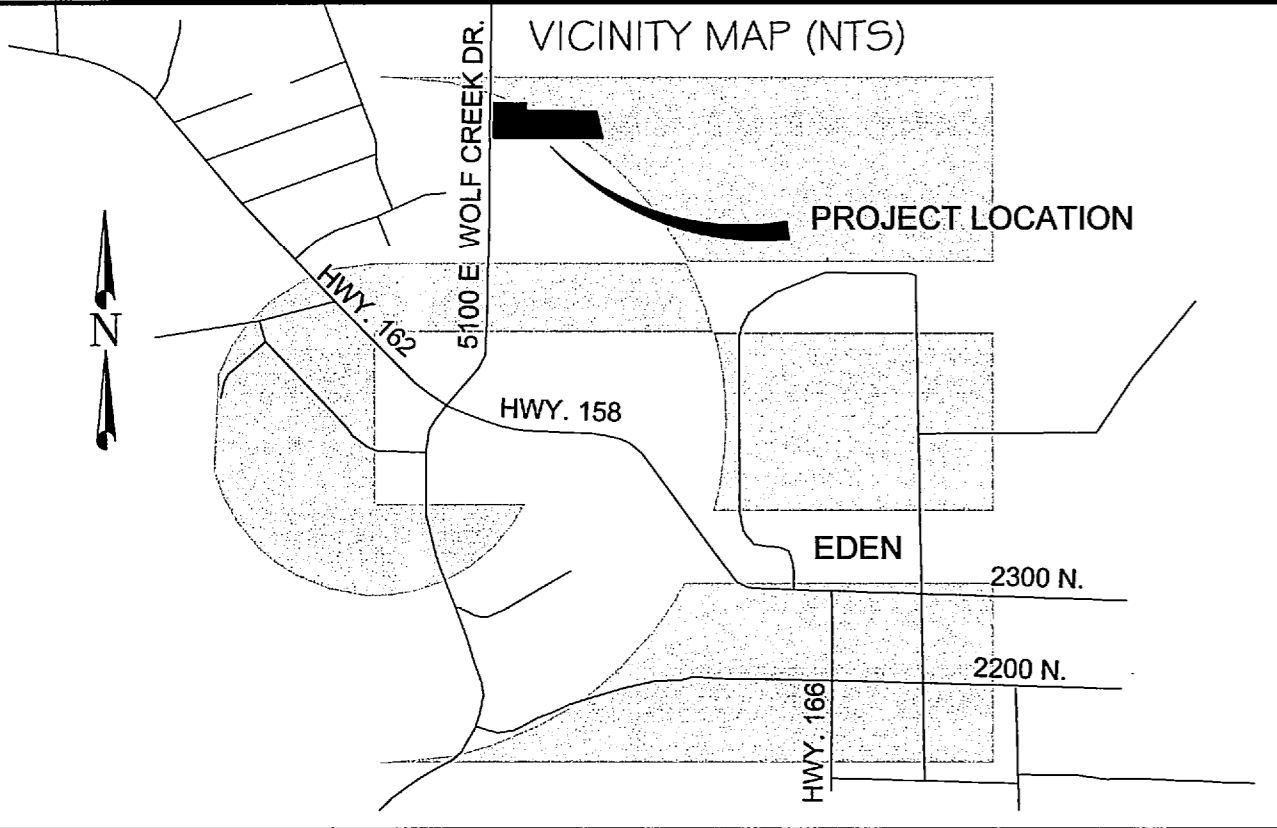 VICINITY MAP (NTS)
5100 E WOLF CREEK DR.
PROJECT LOCATION
N
HWY. 162
HWY. 158
EDEN
2300 N.
2200 N.
HWY. 166